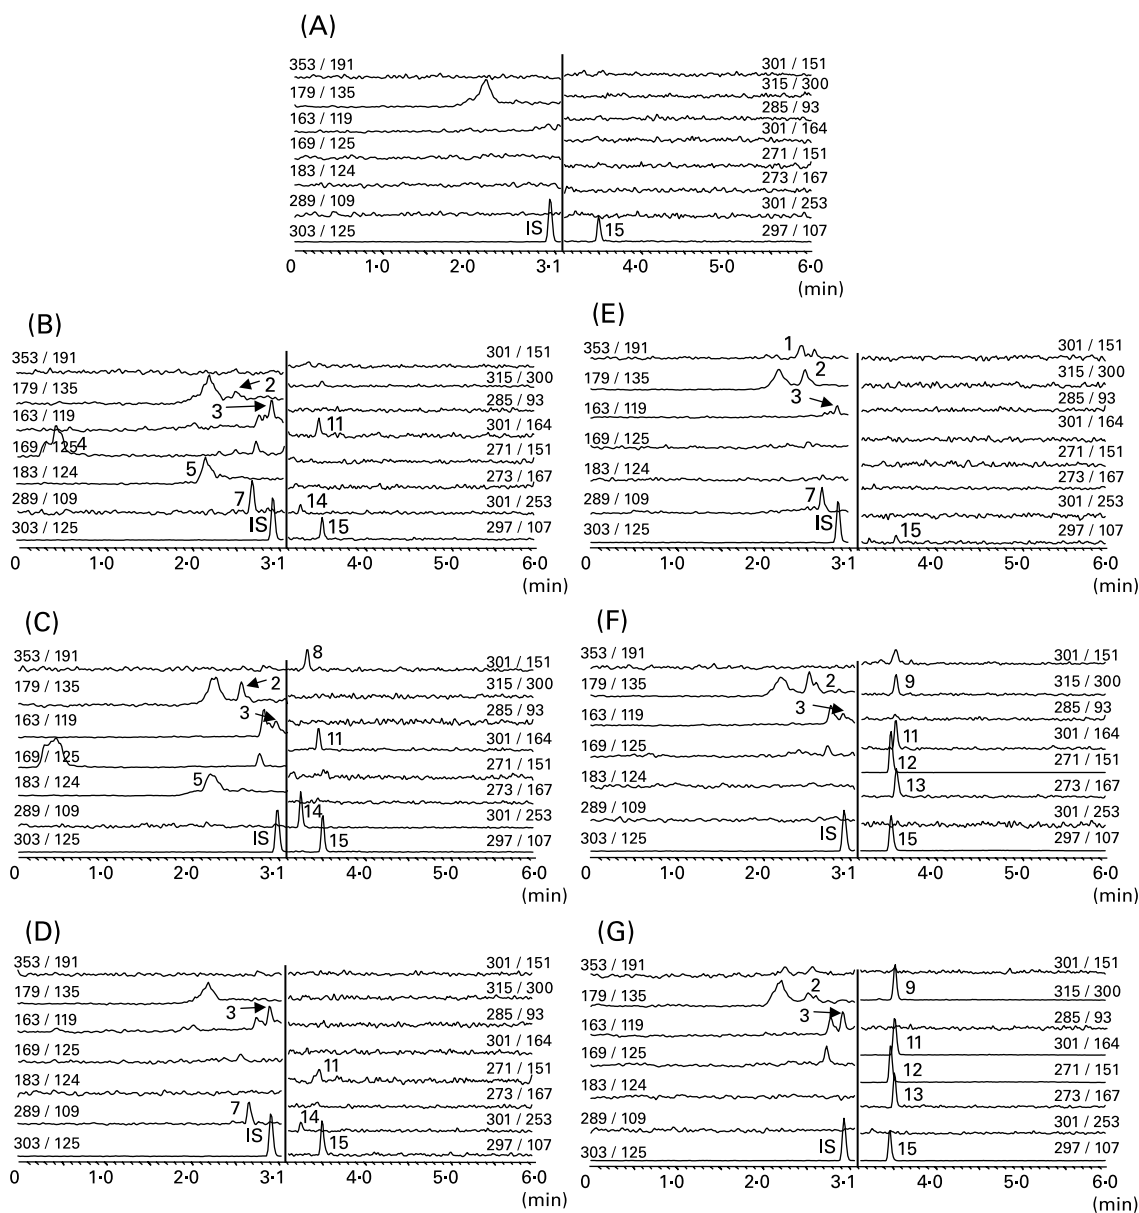 (A)
353 / 191
301 / 151
179 / 135
315 / 300
285 / 93
163 / 119
301 / 164
169 / 125
271 / 151
183 / 124
273 / 167
289 / 109
301 / 253
303 / 125
IS
15
297 / 107
0 1·0 2·0 3·1 4·0 5·0 6·0
(min)
(B)
353 / 191
301 / 151
179 / 135
2
315 / 300
3
285 / 93
163 / 119
11
301 / 164
169 / 125
4
271 / 151
183 / 124
5
273 / 167
289 / 109
7
14
301 / 253
303 / 125
IS
15
297 / 107
0 1·0 2·0 3·1 4·0 5·0 6·0
(min)
(E)
353 / 191
1
301 / 151
179 / 135
2
315 / 300
163 / 119
3
285 / 93
301 / 164
169 / 125
271 / 151
183 / 124
273 / 167
289 / 109
7
301 / 253
303 / 125
IS
15
297 / 107
0 1·0 2·0 3·1 4·0 5·0 6·0
(min)
(C)
353 / 191
8
301 / 151
179 / 135
2
315 / 300
163 / 119
3
285 / 93
11
301 / 164
169 / 125
271 / 151
183 / 124
5
273 / 167
289 / 109
14
301 / 253
303 / 125
IS
15
297 / 107
0 1·0 2·0 3·1 4·0 5·0 6·0
(min)
(F)
353 / 191
301 / 151
179 / 135
2
9
315 / 300
163 / 119
3
285 / 93
11
301 / 164
169 / 125
12
271 / 151
183 / 124
13
273 / 167
289 / 109
301 / 253
303 / 125
IS
15
297 / 107
0 1·0 2·0 3·1 4·0 5·0 6·0
(min)
(D)
353 / 191
301 / 151
179 / 135
315 / 300
163 / 119
3
285 / 93
301 / 164
169 / 125
11
271 / 151
183 / 124
273 / 167
289 / 109
7
14
301 / 253
303 / 125
IS
15
297 / 107
0 1·0 2·0 3·1 4·0 5·0 6·0
(min)
(G)
353 / 191
301 / 151
179 / 135
2
9
315 / 300
163 / 119
3
285 / 93
11
301 / 164
169 / 125
12
271 / 151
183 / 124
13
273 / 167
289 / 109
301 / 253
303 / 125
IS
15
297 / 107
0 1·0 2·0 3·1 4·0 5·0 6·0
(min)